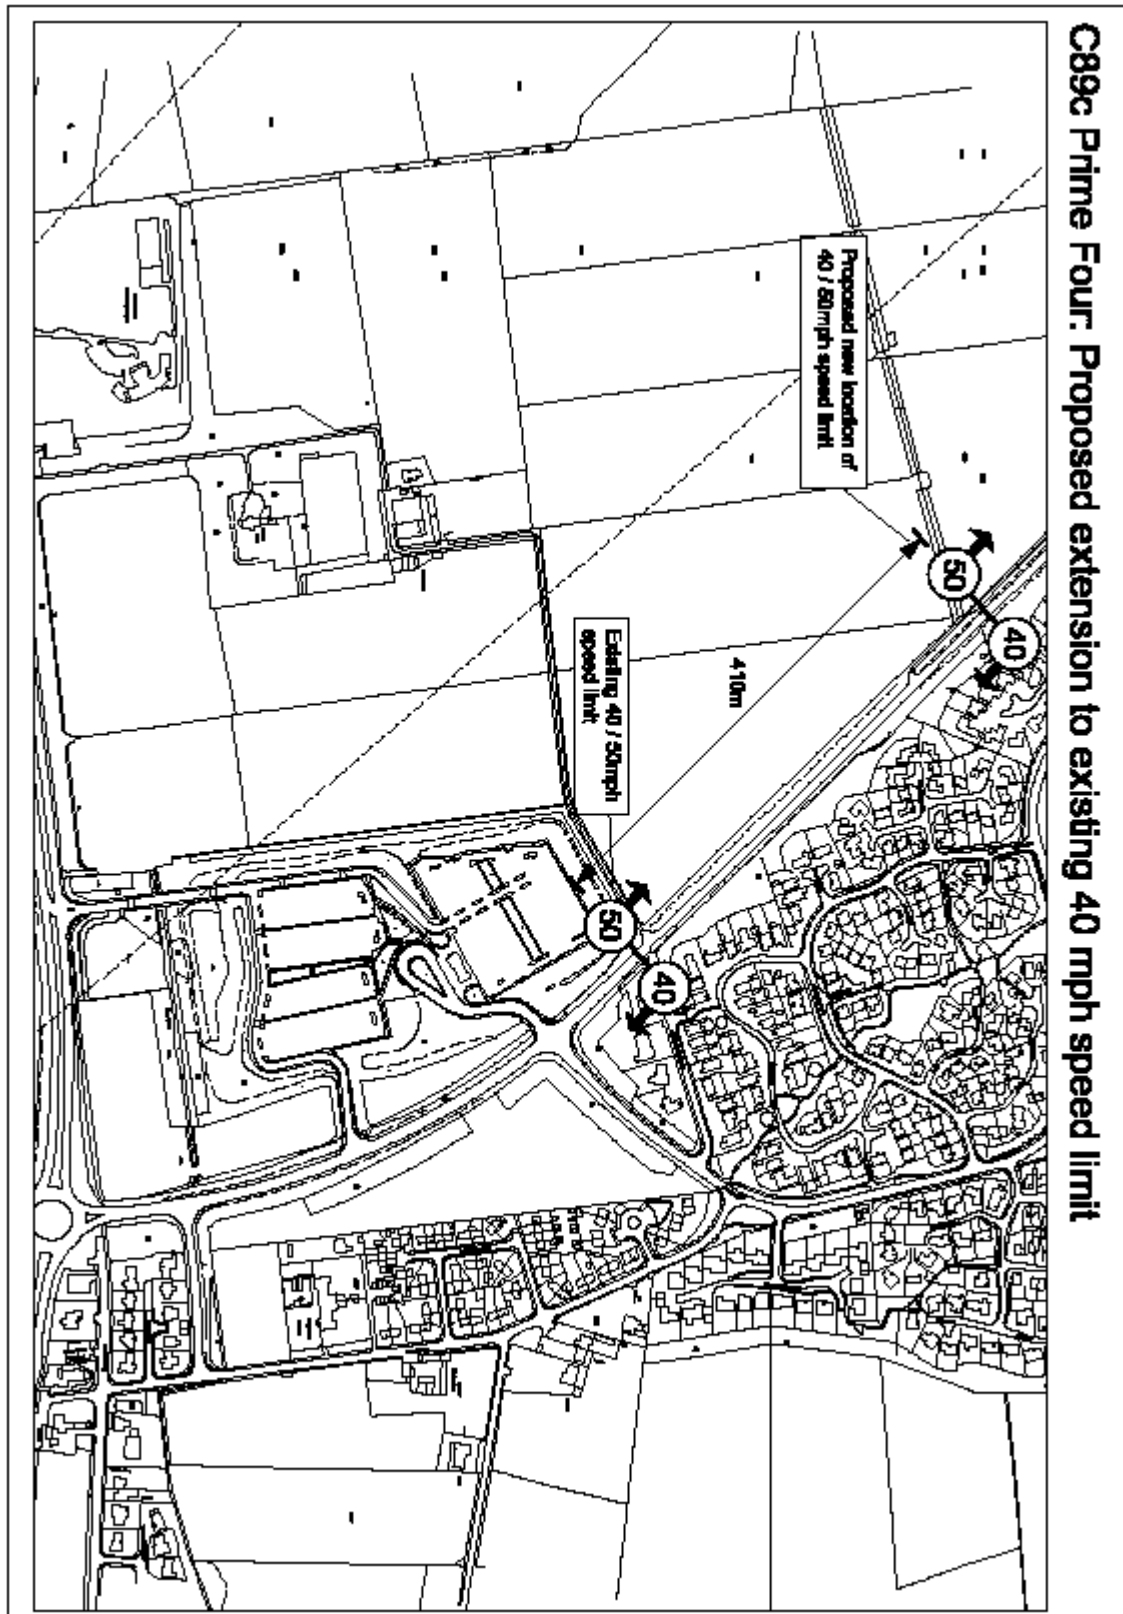 C89c Prime Four: Proposed extension to existing 40 mph speed limit
Proposed new location of
40 / 50mph speed limit
50
40
410m
Existing 40 / 50mph
speed limit
50
40